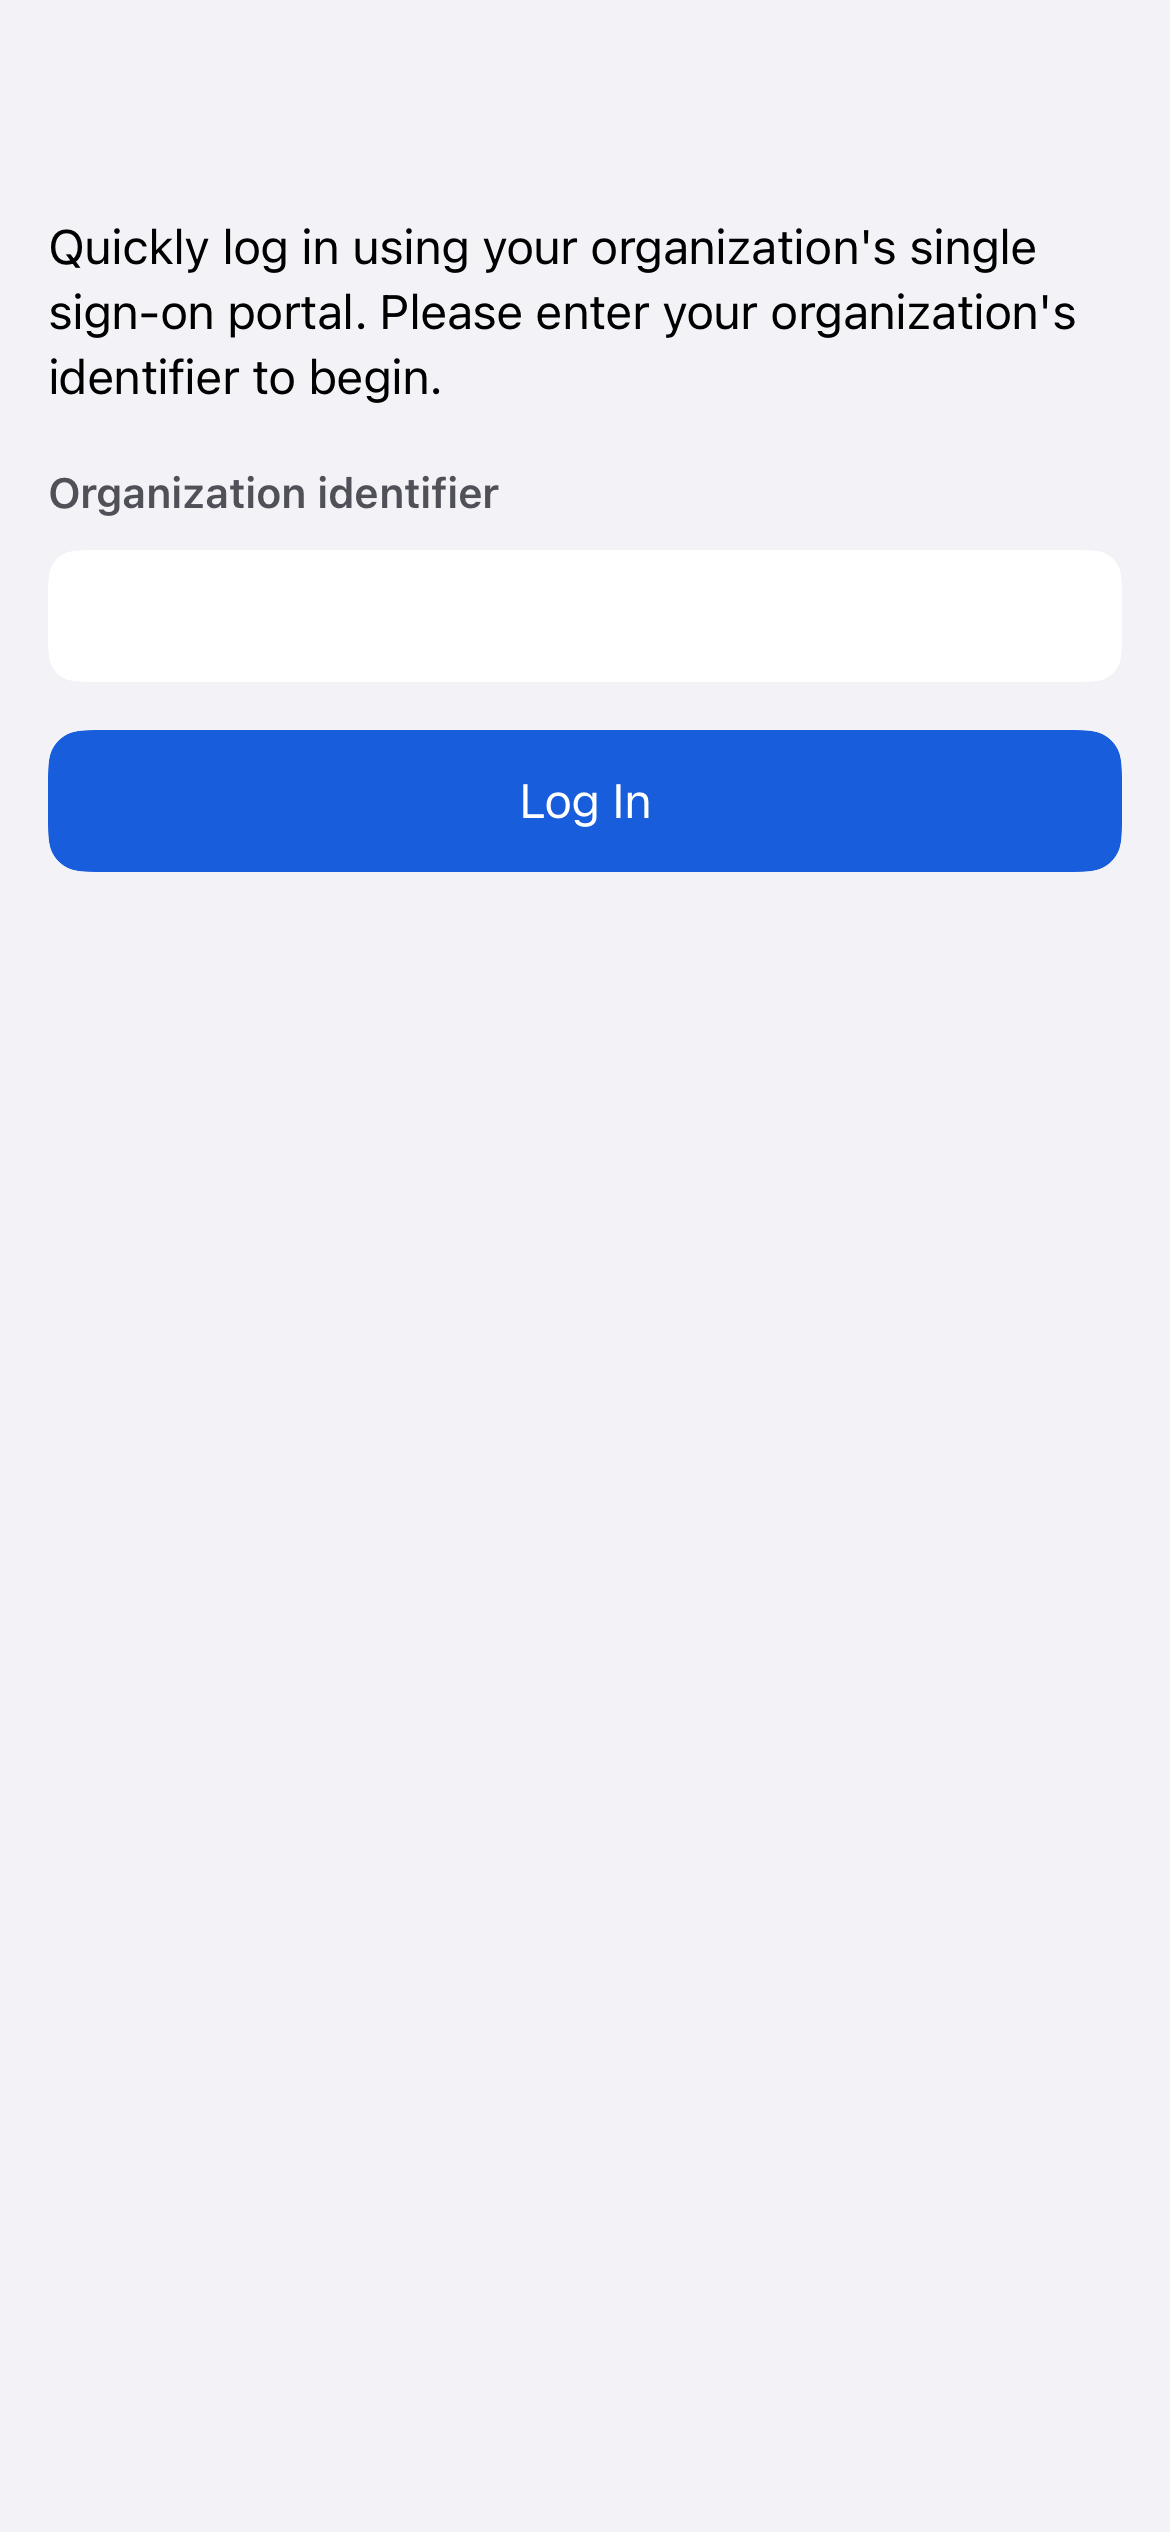 Quickly log in using your organization's single
sign-on portal. Please enter your organization's
identifier to begin.
Organization identifier
Log In